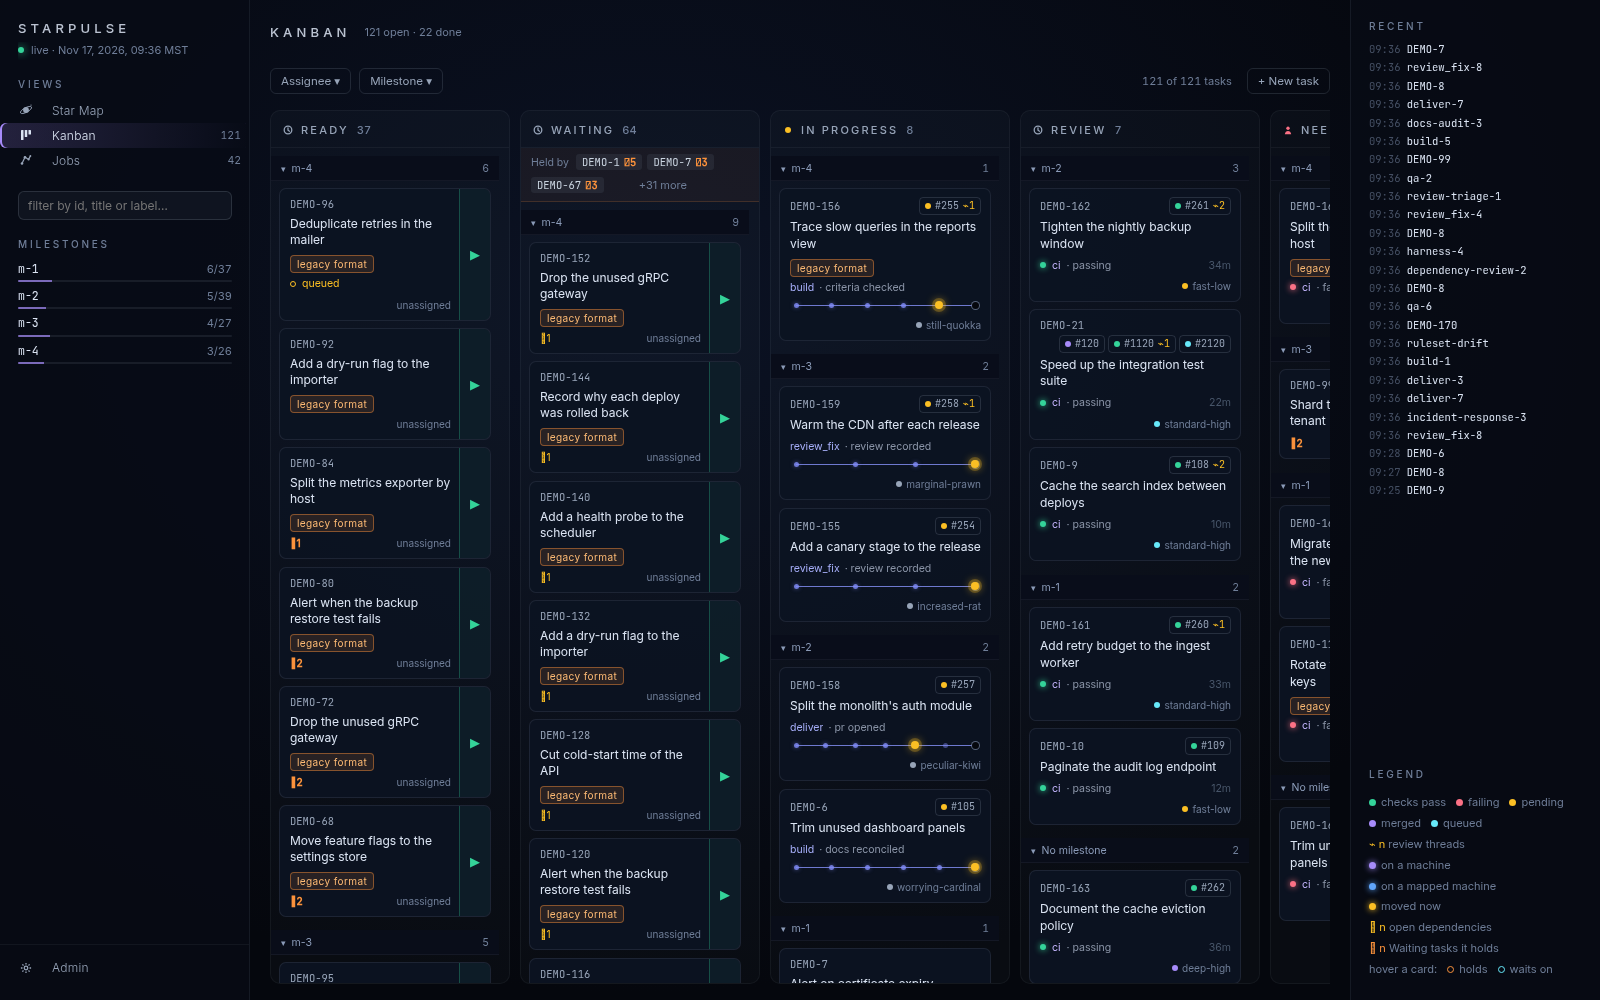 STARPULSE
live · Nov 17, 2026, 09:36 MST
VIEWS
Star Map
Kanban 121
Jobs 42
filter by id, title or label...
MILESTONES
m-1 6/37
m-2 5/39
m-3 4/27
m-4 3/26
Admin
KANBAN 121 open · 22 done
Assignee ▾ Milestone ▾ 121 of 121 tasks + New task
READY 37
▾ m-4 6
DEMO-96
Deduplicate retries in the
mailer
legacy format
queued
unassigned
DEMO-92
Add a dry-run flag to the
importer
legacy format
unassigned
DEMO-84
Split the metrics exporter by
host
legacy format
1 unassigned
DEMO-80
Alert when the backup
restore test fails
legacy format
2 unassigned
DEMO-72
Drop the unused gRPC
gateway
legacy format
2 unassigned
DEMO-68
Move feature flags to the
settings store
legacy format
2 unassigned
▾ m-3 5
DEMO-95
WAITING 64
Held by DEMO-1 5 DEMO-7 3
DEMO-67 3 +31 more
▾ m-4 9
DEMO-152
Drop the unused gRPC
gateway
legacy format
1 unassigned
DEMO-144
Record why each deploy
was rolled back
legacy format
1 unassigned
DEMO-140
Add a health probe to the
scheduler
legacy format
1 unassigned
DEMO-132
Add a dry-run flag to the
importer
legacy format
1 unassigned
DEMO-128
Cut cold-start time of the
API
legacy format
1 unassigned
DEMO-120
Alert when the backup
restore test fails
legacy format
1 unassigned
DEMO-116
IN PROGRESS 8
▾ m-4 1
DEMO-156 #255 ⌁1
Trace slow queries in the reports
view
legacy format
build · criteria checked
still-quokka
▾ m-3 2
DEMO-159 #258 ⌁1
Warm the CDN after each release
review_fix · review recorded
marginal-prawn
DEMO-155 #254
Add a canary stage to the release
review_fix · review recorded
increased-rat
▾ m-2 2
DEMO-158 #257
Split the monolith's auth module
deliver · pr opened
peculiar-kiwi
DEMO-6 #105
Trim unused dashboard panels
build · docs reconciled
worrying-cardinal
▾ m-1 1
DEMO-7
Alert on certificate expiry
REVIEW 7
▾ m-2 3
DEMO-162 #261 ⌁2
Tighten the nightly backup
window
ci · passing 34m
fast-low
DEMO-21
#120 #1120 ⌁1 #2120
Speed up the integration test
suite
ci · passing 22m
standard-high
DEMO-9 #108 ⌁2
Cache the search index between
deploys
ci · passing 10m
standard-high
▾ m-1 2
DEMO-161 #260 ⌁1
Add retry budget to the ingest
worker
ci · passing 33m
standard-high
DEMO-10 #109
Paginate the audit log endpoint
ci · passing 12m
fast-low
▾ No milestone 2
DEMO-163 #262
Document the cache eviction
policy
ci · passing 36m
deep-high
NEE
▾ m-4
DEMO-16
Split th
host
legacy
ci · fa
▾ m-3
DEMO-99
Shard t
tenant
2
▾ m-1
DEMO-16
Migrate
the new
ci · fa
DEMO-11
Rotate
keys
legacy
ci · fa
▾ No mile
DEMO-16
Trim un
panels
ci · fa
RECENT
09:36 DEMO-7
09:36 review_fix-8
09:36 DEMO-8
09:36 deliver-7
09:36 docs-audit-3
09:36 build-5
09:36 DEMO-99
09:36 qa-2
09:36 review-triage-1
09:36 review_fix-4
09:36 DEMO-8
09:36 harness-4
09:36 dependency-review-2
09:36 DEMO-8
09:36 qa-6
09:36 DEMO-170
09:36 ruleset-drift
09:36 build-1
09:36 deliver-3
09:36 deliver-7
09:36 incident-response-3
09:36 review_fix-8
09:28 DEMO-6
09:27 DEMO-8
09:25 DEMO-9
LEGEND
checks pass failing pending
merged queued
⌁ n review threads
on a machine
on a mapped machine
moved now
n open dependencies
n Waiting tasks it holds
hover a card: holds waits on